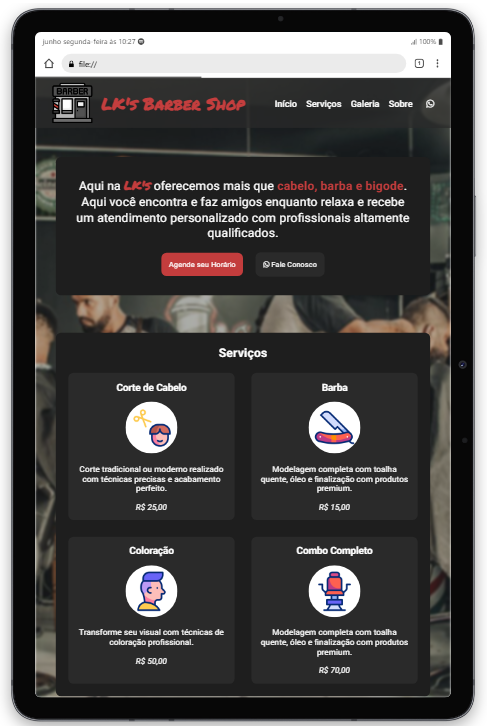 junho segunda-feira às 10:27
100%
file://
1
BARBER
LK's Barber Shop
Início Serviços Galeria Sobre
Aqui na LK's oferecemos mais que cabelo, barba e bigode.
Aqui você encontra e faz amigos enquanto relaxa e recebe
um atendimento personalizado com profissionais altamente
qualificados.
Agende seu Horário Fale Conosco
Serviços
Corte de Cabelo
Corte tradicional ou moderno realizado
com técnicas precisas e acabamento
perfeito.
R$ 25,00
Barba
Modelagem completa com toalha
quente, óleo e finalização com produtos
premium.
R$ 15,00
Coloração
Transforme seu visual com técnicas de
coloração profissional.
R$ 50,00
Combo Completo
Modelagem completa com toalha
quente, óleo e finalização com produtos
premium.
R$ 70,00